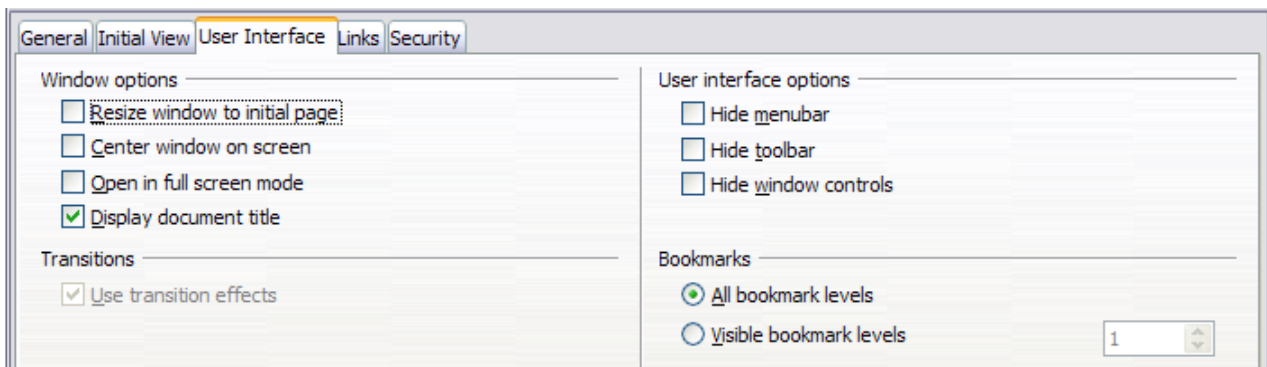 General Initial View User Interface Links Security
Window options
Resize window to initial page
Center window on screen
Open in full screen mode
Display document title
Transitions
Use transition effects
User interface options
Hide menubar
Hide toolbar
Hide window controls
Bookmarks
All bookmark levels
Visible bookmark levels 1